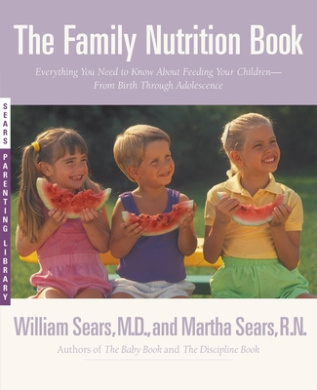 The Family Nutrition Book
Everything You Need to Know About Feeding Your Children—
From Birth Through Adolescence
SEARS PARENTING LIBRARY
William Sears, M.D., and Martha Sears, R.N.
Authors of The Baby Book and The Discipline Book